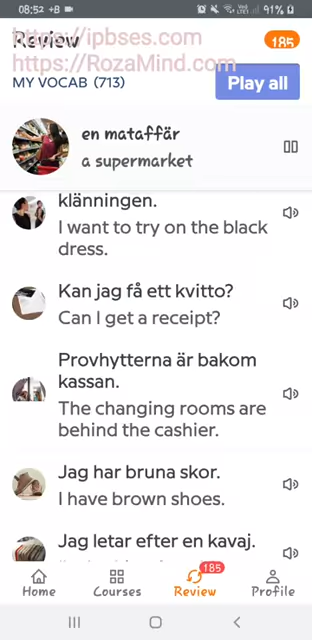 08:52 +B
91%
http://ipbses.com
Review
185
https://RozaMind.com
MY VOCAB (713)
Play all
en mataffär
a supermarket
klänningen.
I want to try on the black
dress.
Kan jag få ett kvitto?
Can I get a receipt?
Provhytterna är bakom
kassan.
The changing rooms are
behind the cashier.
Jag har bruna skor.
I have brown shoes.
Jag letar efter en kavaj.
185
Home
Courses
Review
Profile